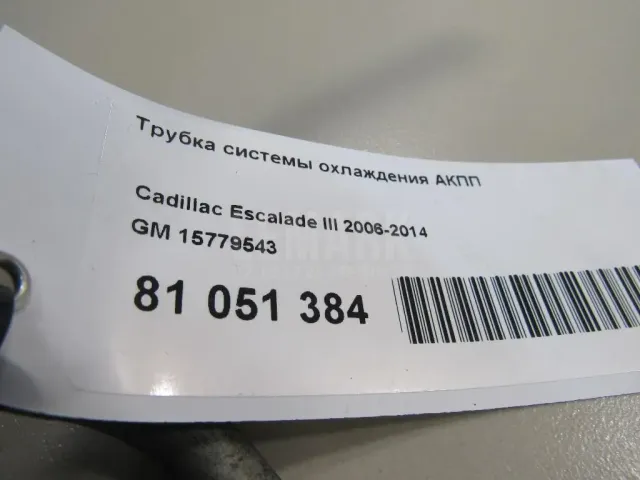 Трубка системы охлаждения АКПП
Cadillac Escalade III 2006-2014
GM 15779543
81 051 384